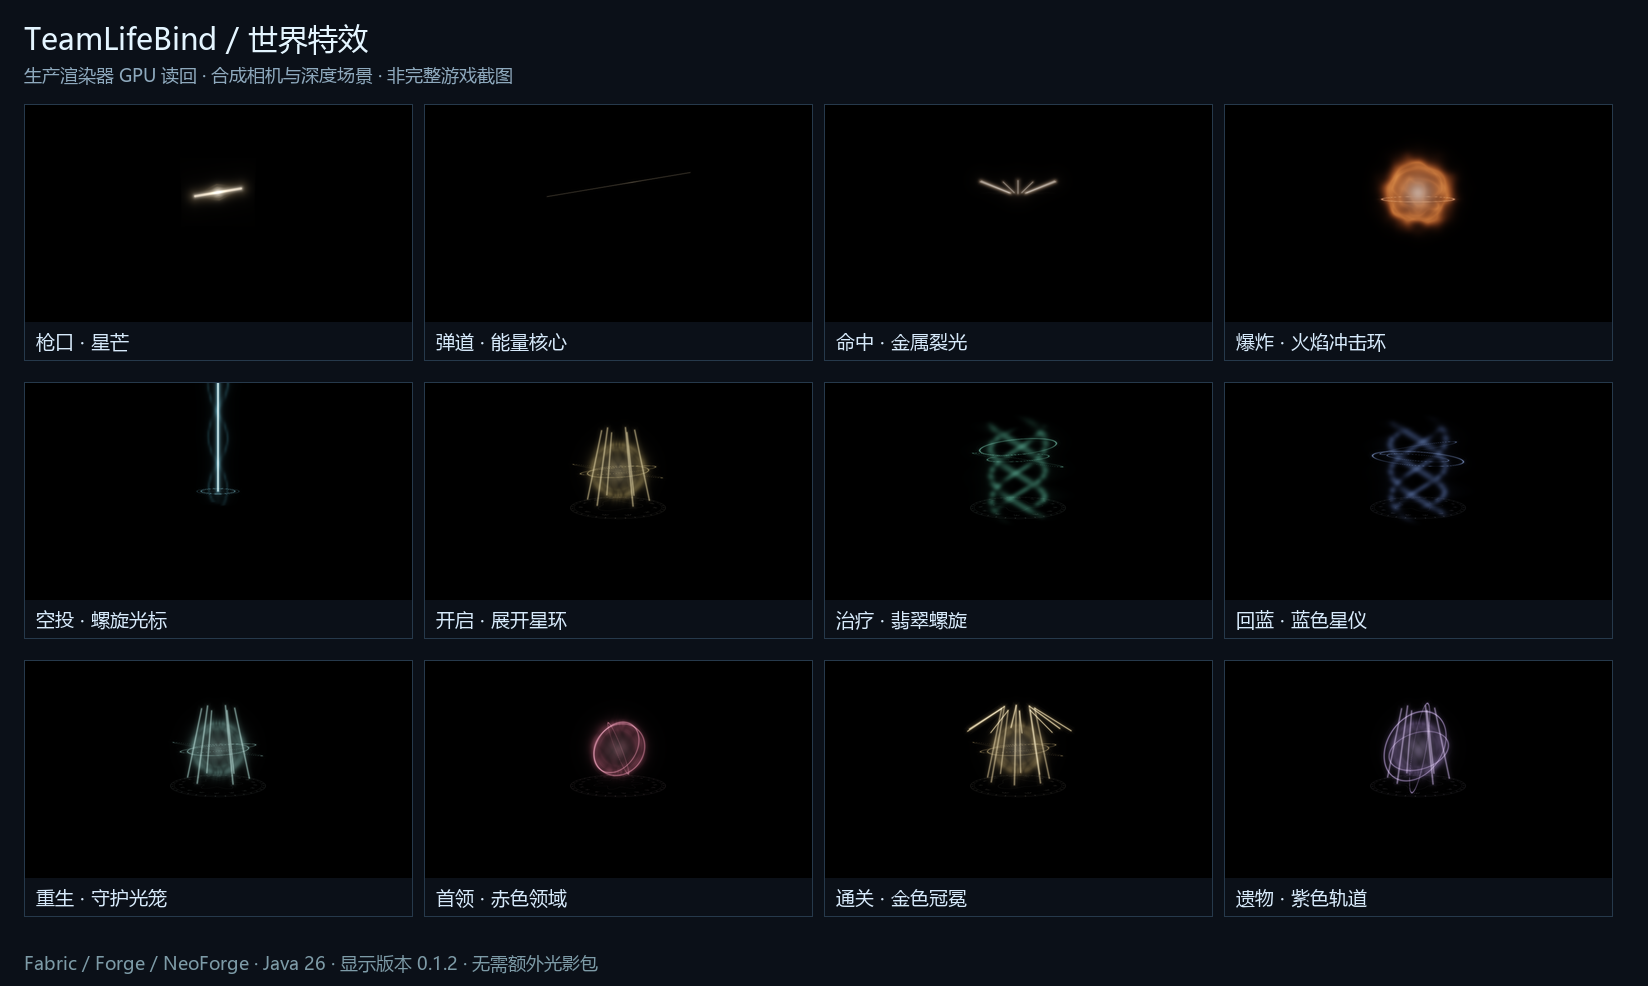 TeamLifeBind / 世界特效
生产渲染器 GPU 读回 · 合成相机与深度场景 · 非完整游戏截图
枪口 · 星芒
弹道 · 能量核心
命中 · 金属裂光
爆炸 · 火焰冲击环
空投 · 螺旋光标
开启 · 展开星环
治疗 · 翡翠螺旋
回蓝 · 蓝色星仪
重生 · 守护光笼
首领 · 赤色领域
通关 · 金色冠冕
遗物 · 紫色轨道
Fabric / Forge / NeoForge · Java 26 · 显示版本 0.1.2 · 无需额外光影包